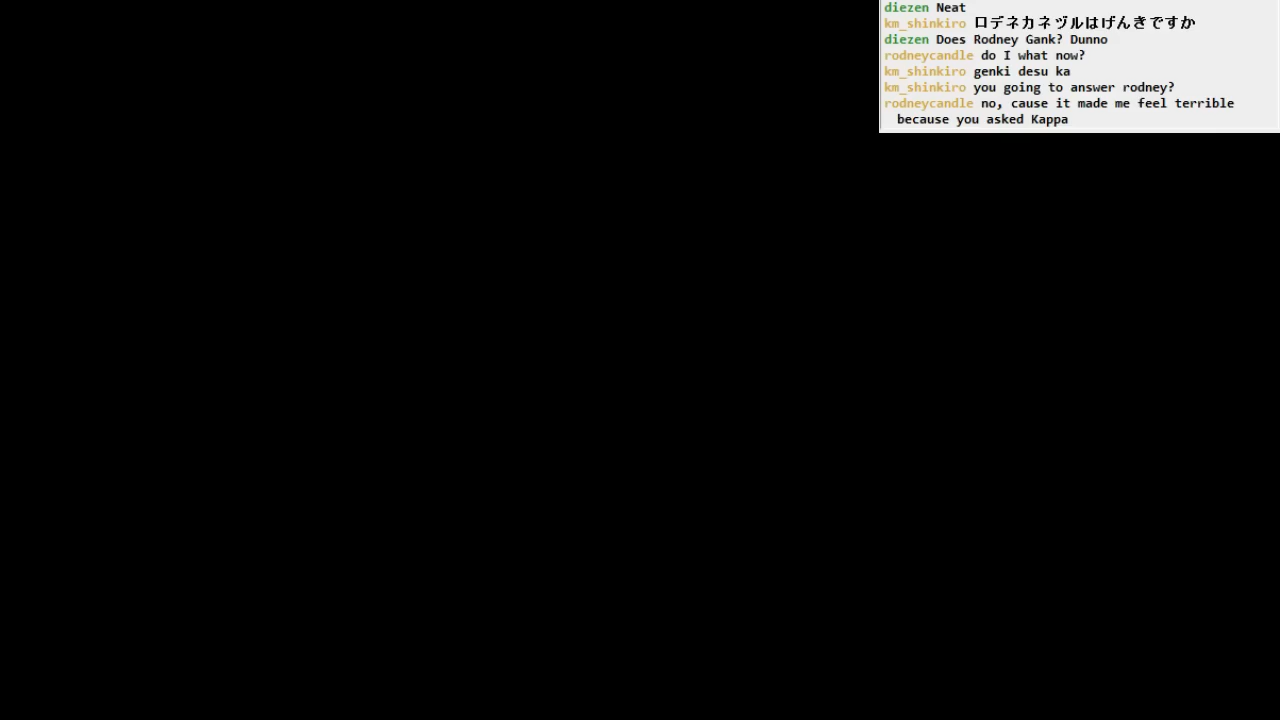 diezen Neat
km_shinkiro ロデネカネヅルはげんきですか
diezen Does Rodney Gank? Dunno
rodneycandle do I what now?
km_shinkiro genki desu ka
km_shinkiro you going to answer rodney?
rodneycandle no, cause it made me feel terrible
because you asked Kappa